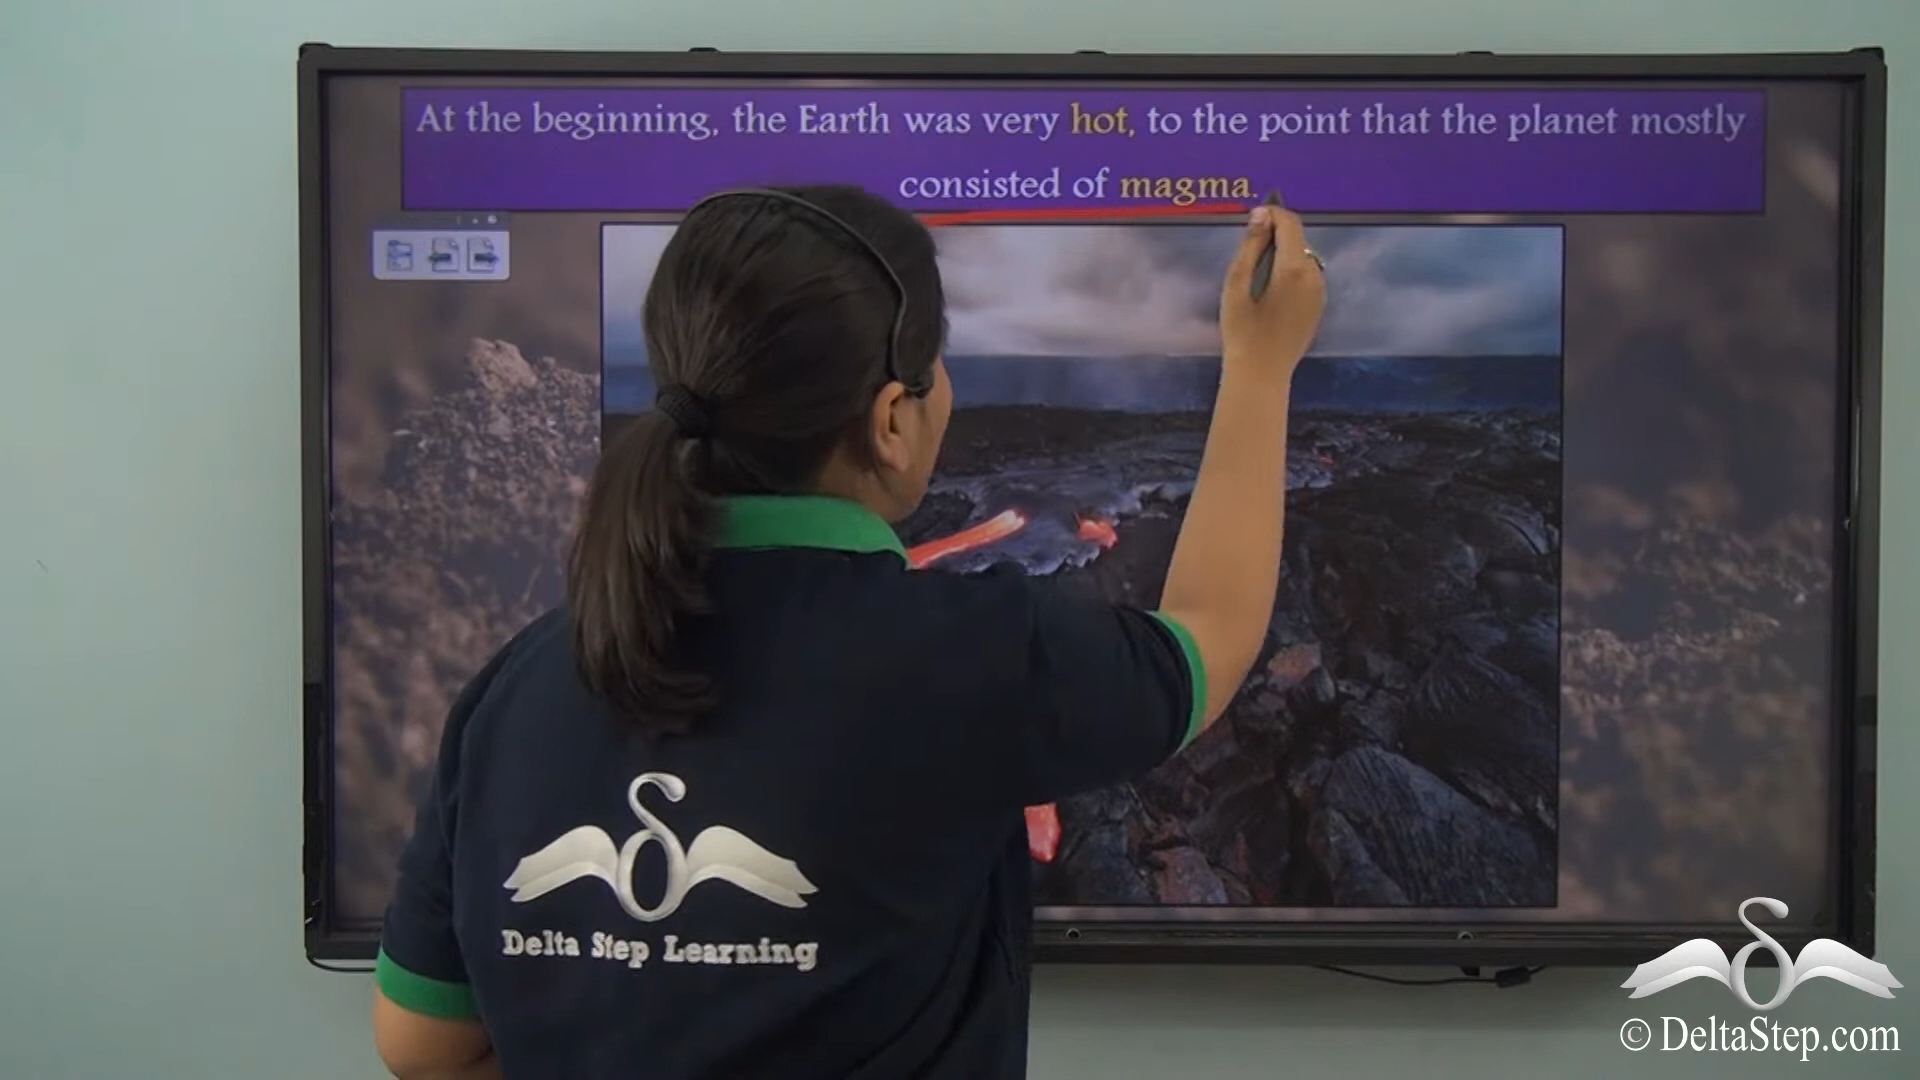 At the beginning, the Earth was very hot, to the point that the planet mostly
consisted of magma.
Delta Step Learning
© DeltaStep.com